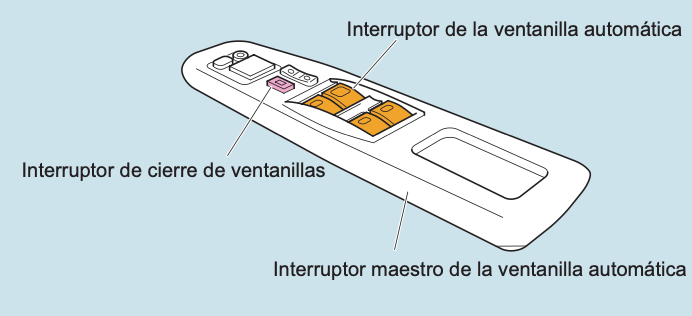 Interruptor de la ventanilla automática
Interruptor de cierre de ventanillas
Interruptor maestro de la ventanilla automática